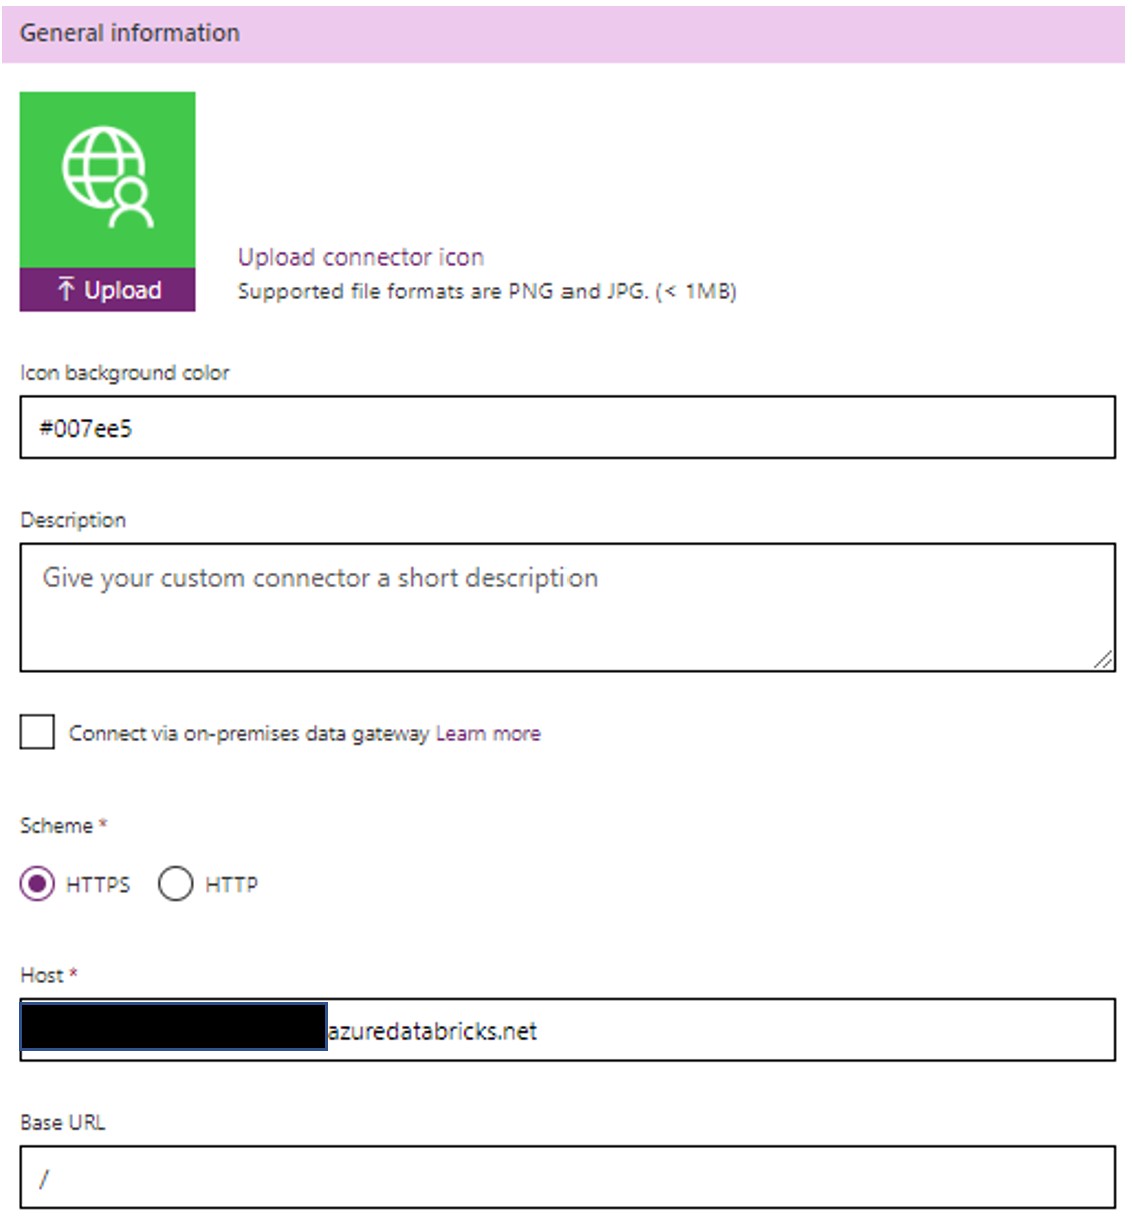 General information
Upload
Upload connector icon
Supported file formats are PNG and JPG. (< 1MB)
Icon background color
#007ee5
Description
Give your custom connector a short description
Connect via on-premises data gateway Learn more
Scheme *
HTTPS HTTP
Host *
azuredatabricks.net
Base URL
/